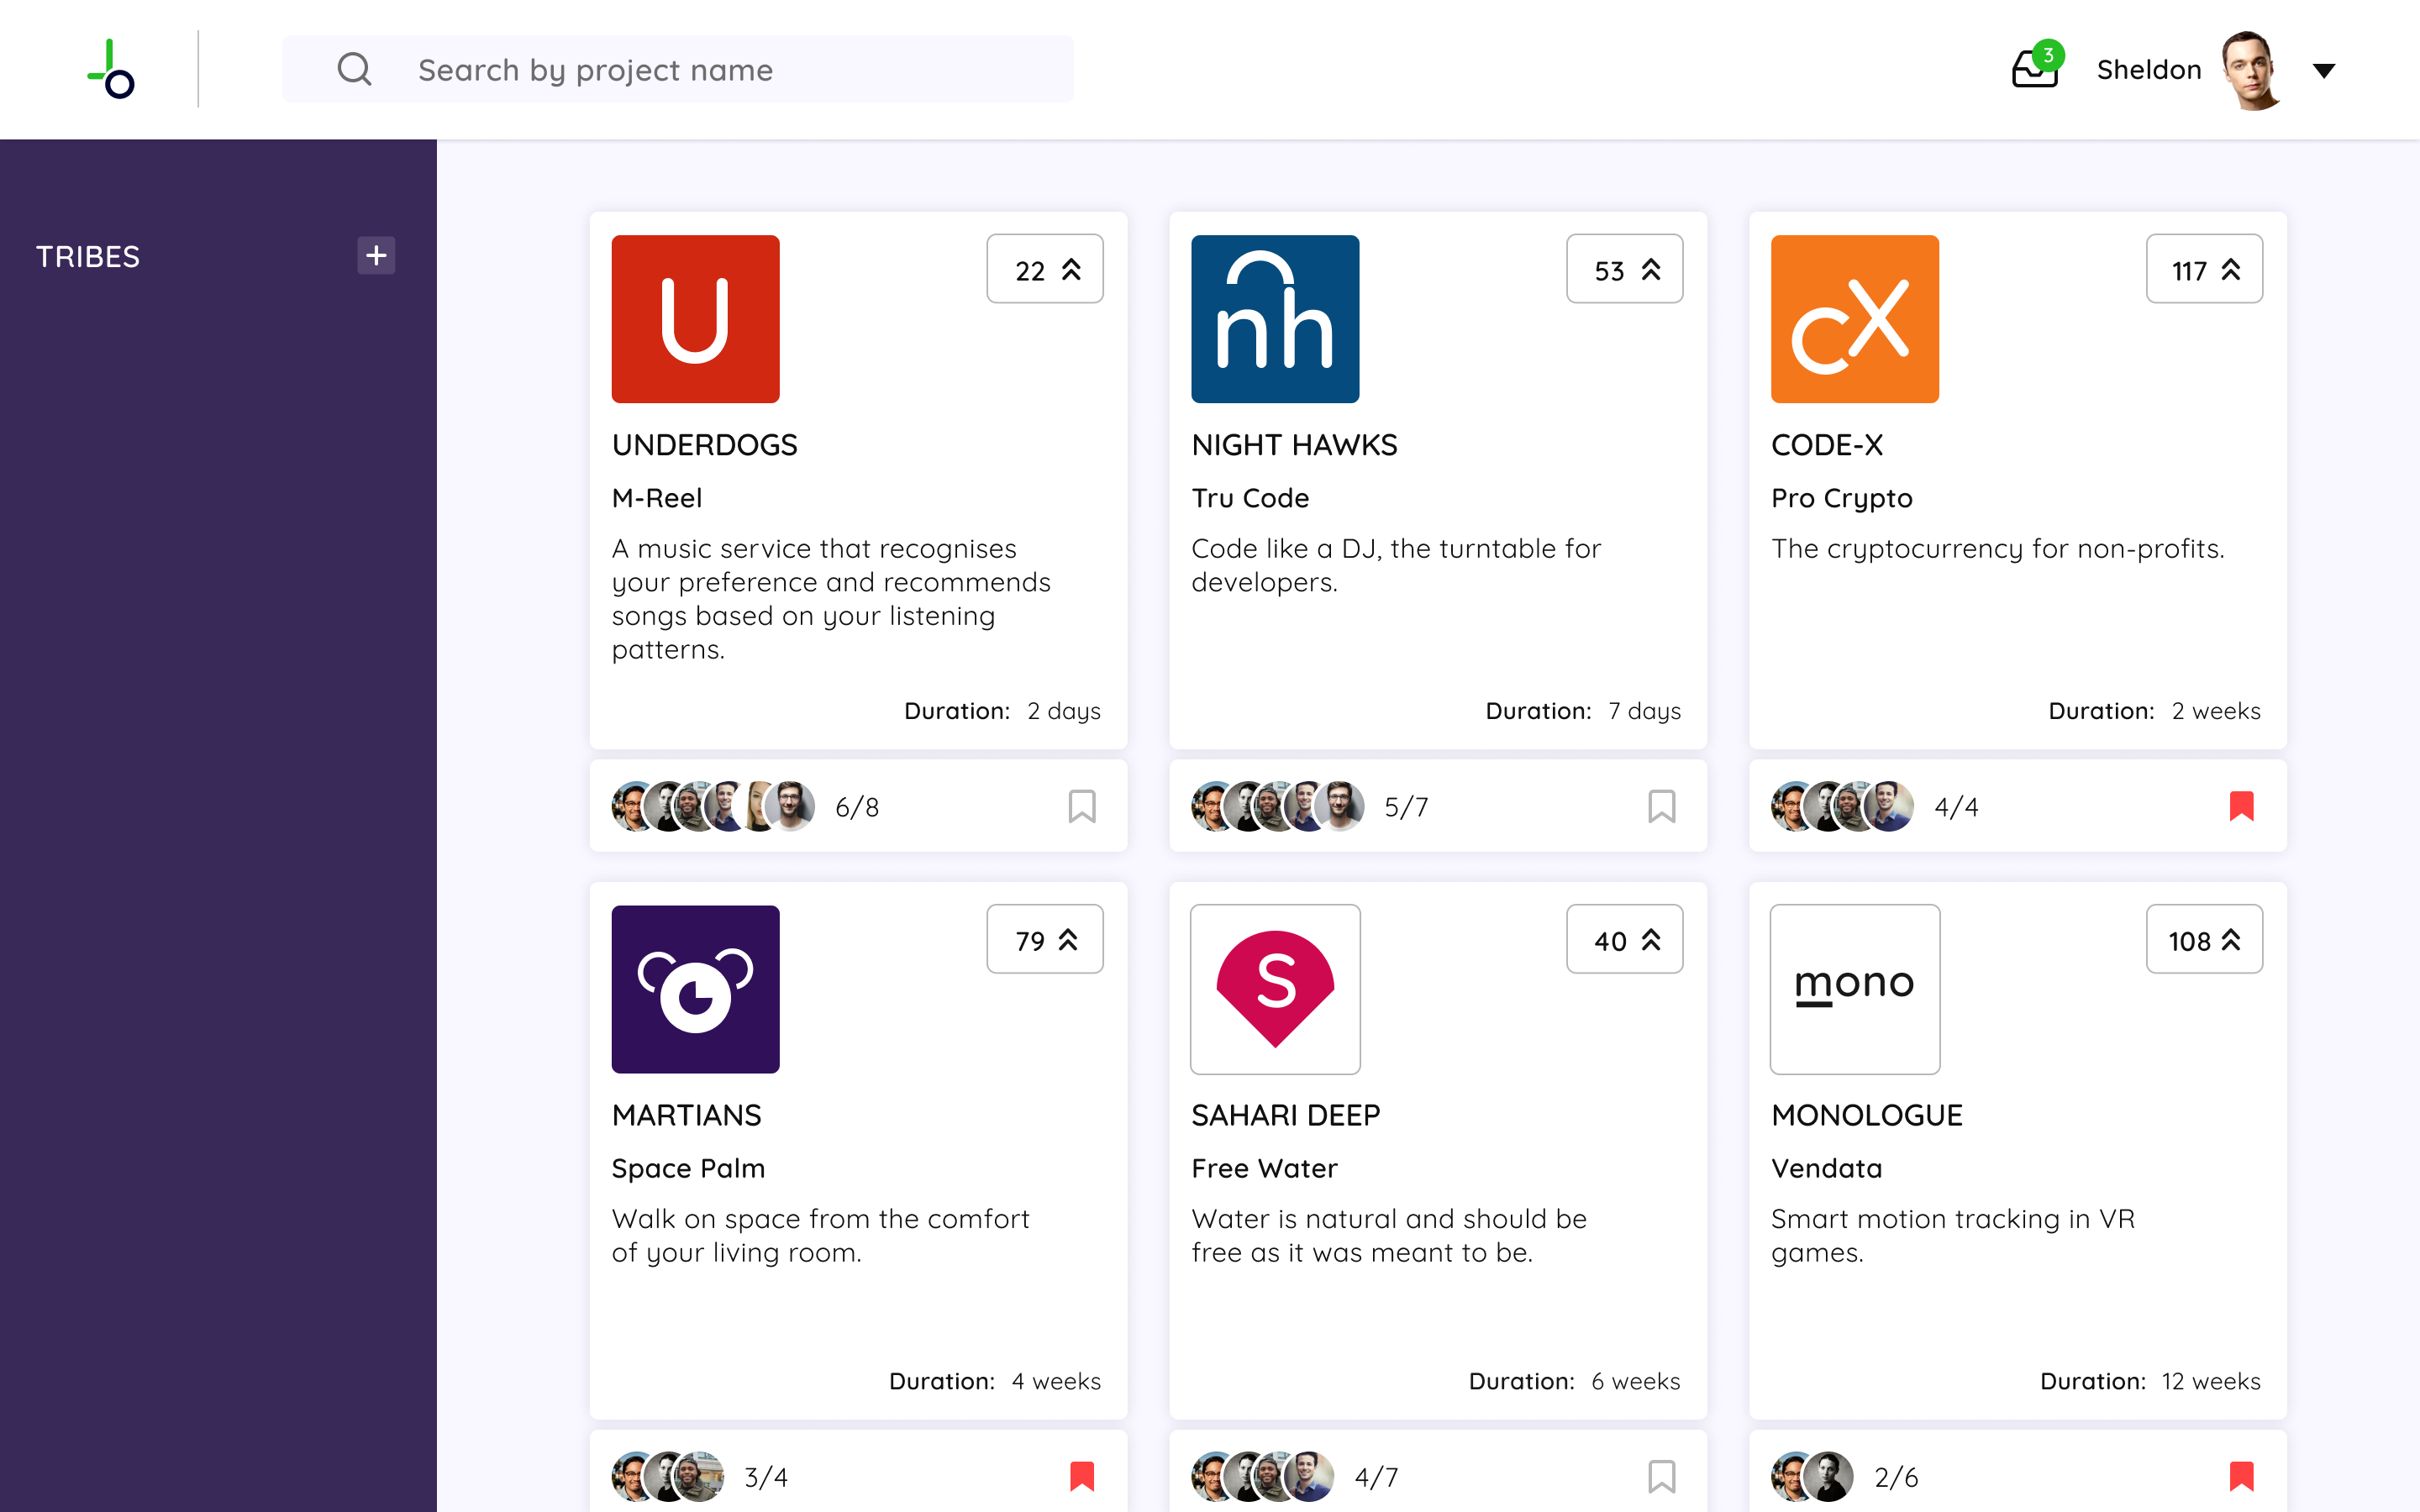 Search by project name
3
Sheldon
TRIBES
U
22
UNDERDOGS
M-Reel
A music service that recognises
your preference and recommends
songs based on your listening
patterns.
Duration: 2 days
6/8
nh
53
NIGHT HAWKS
Tru Code
Code like a DJ, the turntable for
developers.
Duration: 7 days
5/7
cX
117
CODE-X
Pro Crypto
The cryptocurrency for non-profits.
Duration: 2 weeks
4/4
79
MARTIANS
Space Palm
Walk on space from the comfort
of your living room.
Duration: 4 weeks
3/4
S
40
SAHARI DEEP
Free Water
Water is natural and should be
free as it was meant to be.
Duration: 6 weeks
4/7
mono
108
MONOLOGUE
Vendata
Smart motion tracking in VR
games.
Duration: 12 weeks
2/6